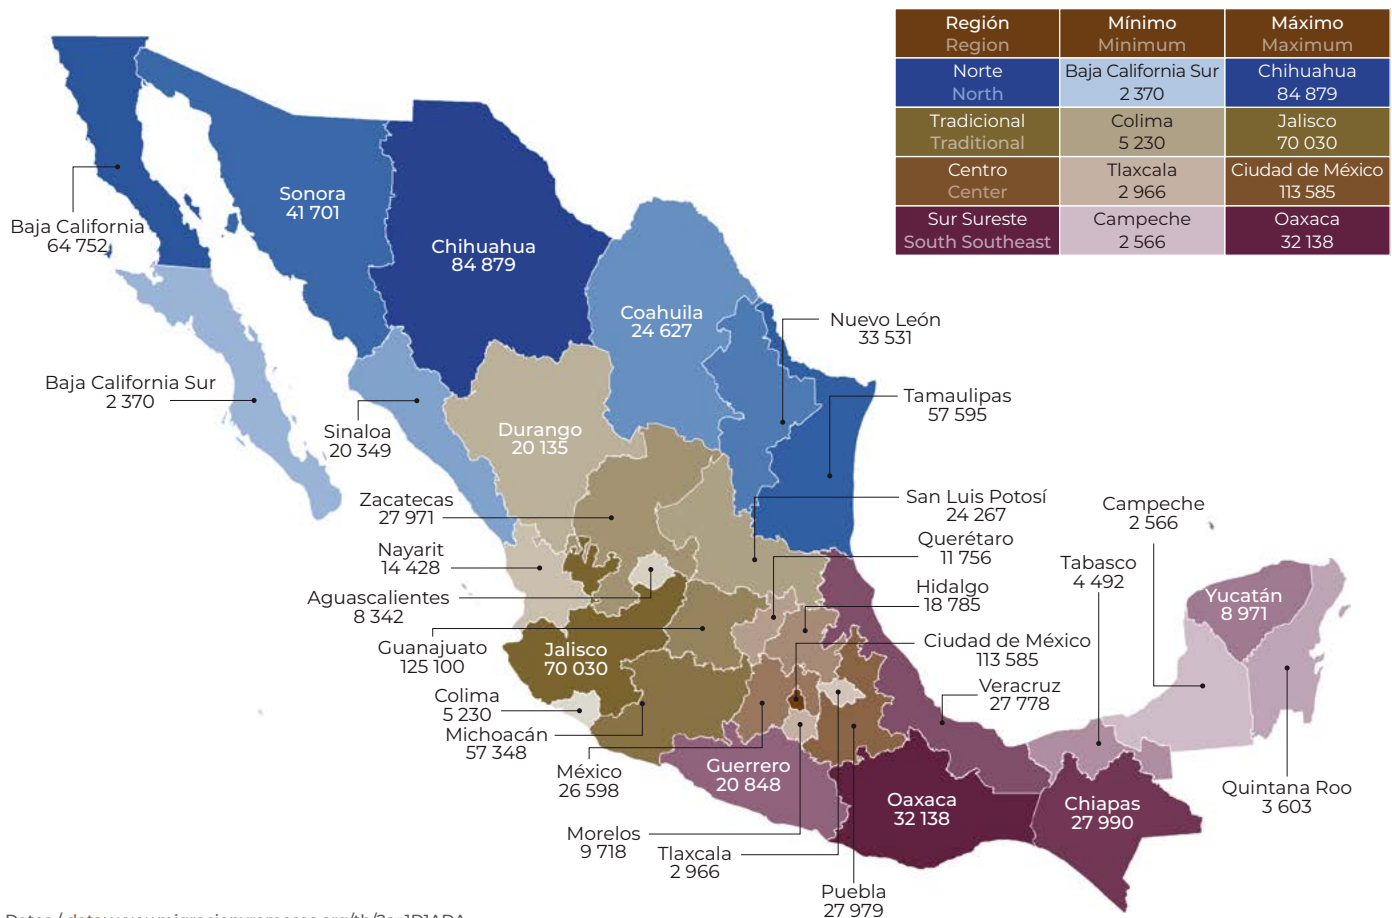 Región
Region
Mínimo
Minimum
Máximo
Maximum
Norte
North
Baja California Sur
2 370
Chihuahua
84 879
Tradicional
Traditional
Colima
5 230
Jalisco
70 030
Centro
Center
Tlaxcala
2 966
Ciudad de México
113 585
Sur Sureste
South Southeast
Campeche
2 566
Oaxaca
32 138
Sonora
41 701
Baja California
64 752
Chihuahua
84 879
Coahuila
24 627
Nuevo León
33 531
Baja California Sur
2 370
Tamaulipas
57 595
Sinaloa
20 349
Durango
20 135
Zacatecas
27 971
San Luis Potosí
24 267
Campeche
2 566
Nayarit
14 428
Querétaro
11 756
Tabasco
4 492
Aguascalientes
8 342
Hidalgo
18 785
Yucatán
8 971
Guanajuato
125 100
Jalisco
70 030
Ciudad de México
113 585
Colima
5 230
Veracruz
27 778
Michoacán
57 348
México
26 598
Guerrero
20 848
Oaxaca
32 138
Chiapas
27 990
Quintana Roo
3 603
Morelos
9 718
Tlaxcala
2 966
Puebla
27 979